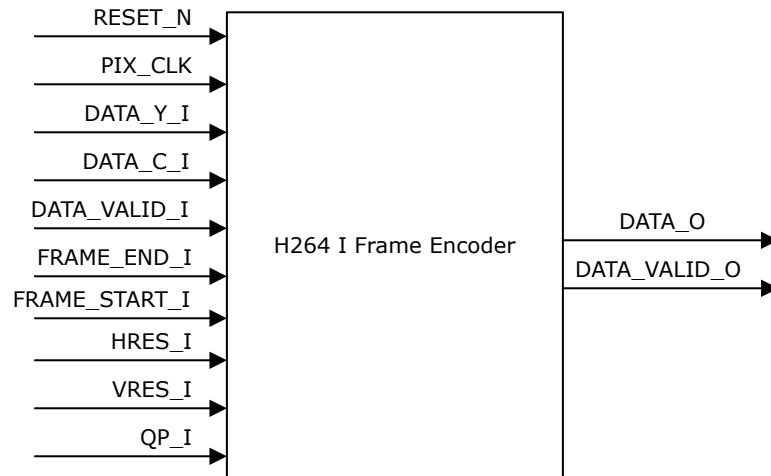 RESET_N
PIX_CLK
DATA_Y_I
DATA_C_I
DATA_VALID_I
FRAME_END_I
FRAME_START_I
HRES_I
VRES_I
QP_I
H264 I Frame Encoder
DATA_O
DATA_VALID_O